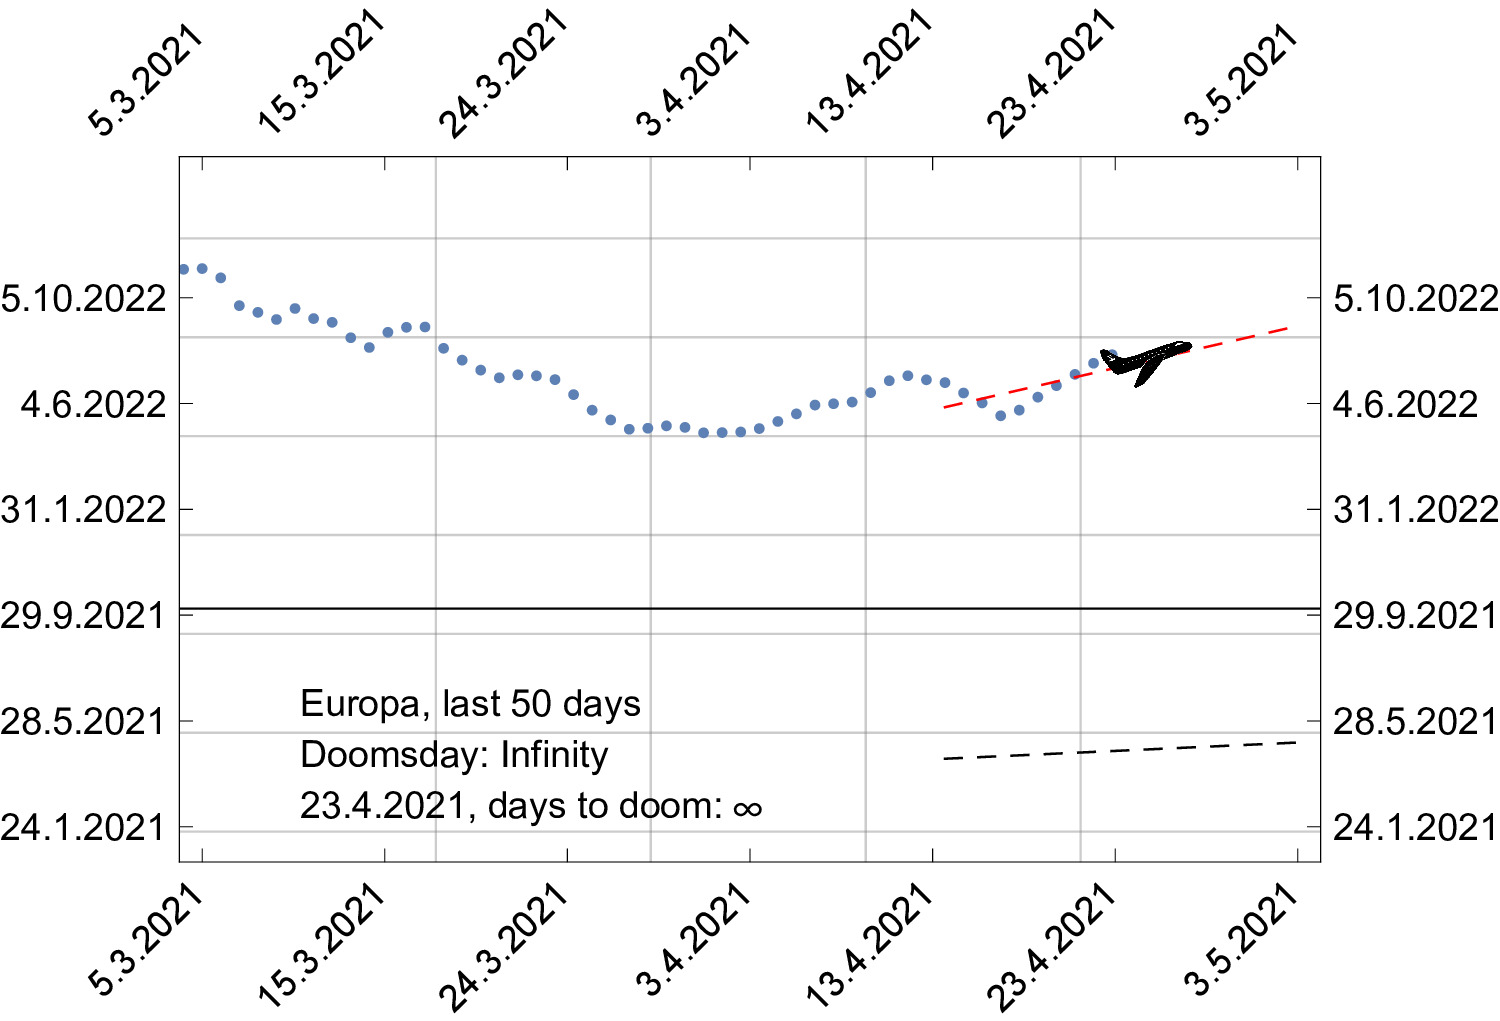 5.3.2021 15.3.2021 24.3.2021 3.4.2021 13.4.2021 23.4.2021 3.5.2021
5.10.2022 5.10.2022
4.6.2022 4.6.2022
31.1.2022 31.1.2022
29.9.2021 29.9.2021
Europa, last 50 days
28.5.2021 28.5.2021
Doomsday: Infinity
23.4.2021, days to doom: ∞
24.1.2021 24.1.2021
5.3.2021 15.3.2021 24.3.2021 3.4.2021 13.4.2021 23.4.2021 3.5.2021